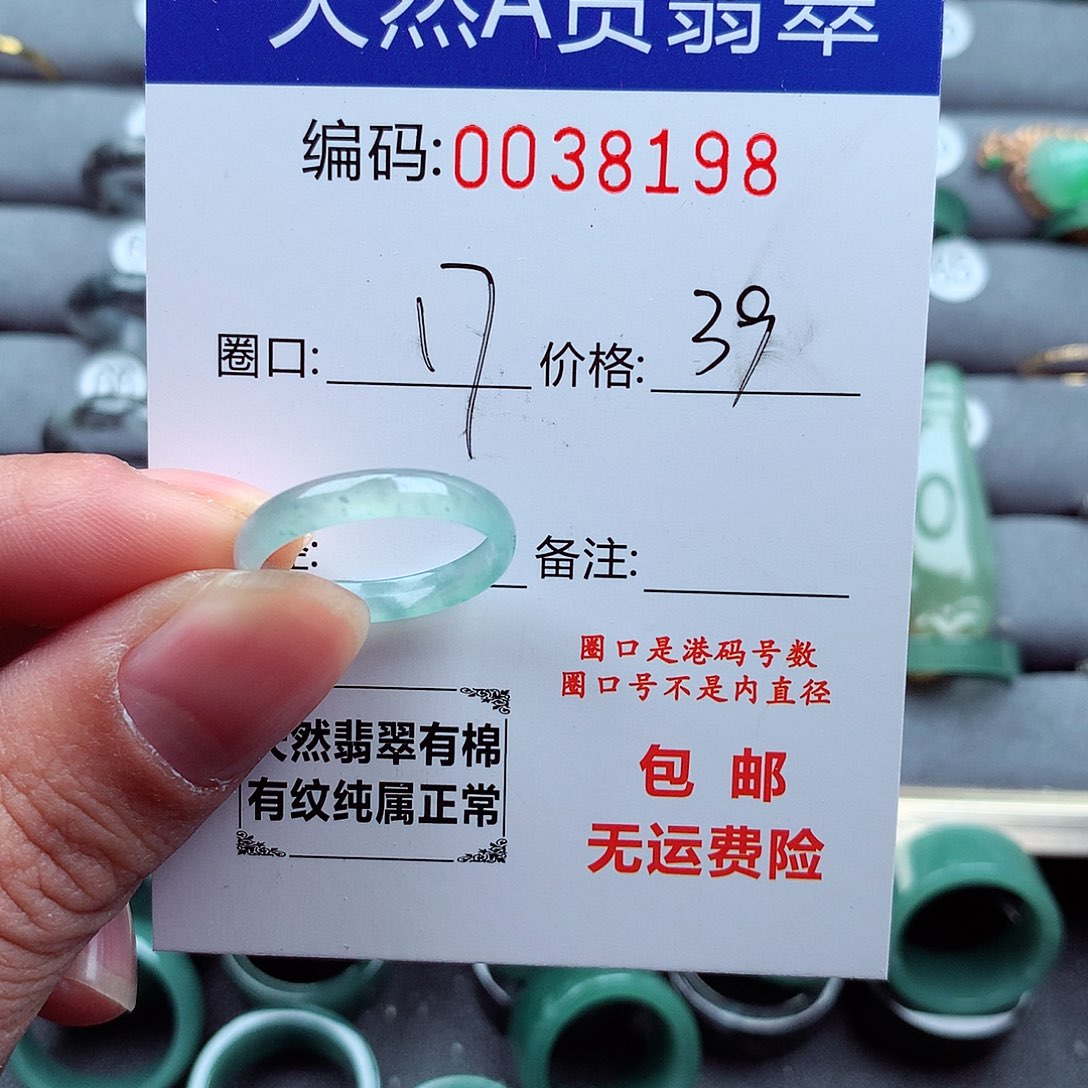 天然A货翡翠
编码:0038198
圈口: 17 价格: 39
备注:
圈口是港码号数
圈口号不是内直径
天然翡翠有棉
有纹纯属正常
包 邮
无运费险